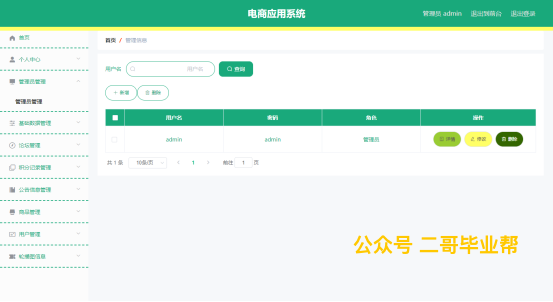 电商应用系统
管理员 admin 退出到前台 退出登录
首页
个人中心
管理员管理
管理员管理
基础数据管理
论坛管理
积分记录管理
公告信息管理
商品管理
用户管理
轮播图信息
首页 / 管理员管理
用户名 用户名 查询
+ 新增 删除
用户名 密码 角色 操作
admin admin 管理员 详情 修改 删除
共 1 条 10条/页 < 1 > 前往 1 页
公众号 二哥毕业帮